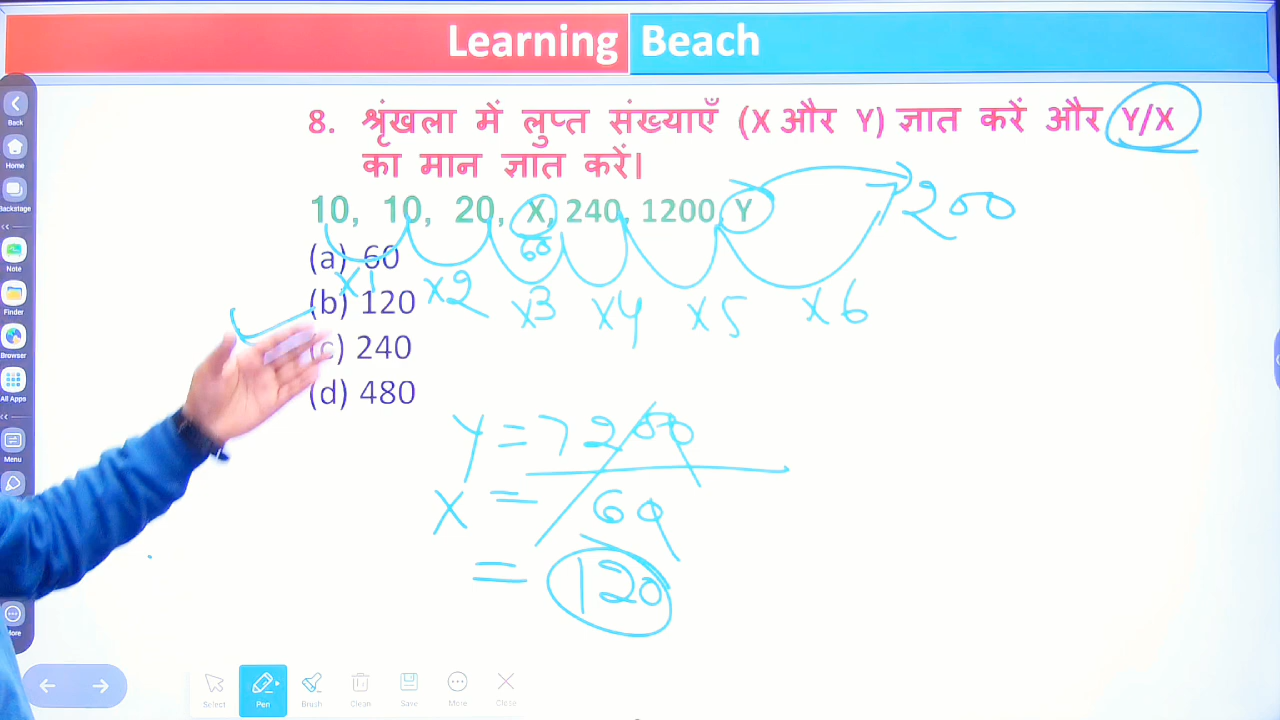 Learning Beach
8. श्रृंखला में लुप्त संख्याएँ (X और Y) ज्ञात करें और Y/X
का मान ज्ञात करें।
10, 10, 20, X, 240, 1200, Y
200
60
(a) 60
x1 x2 x3 x4 x5 x6
(b) 120
(c) 240
(d) 480
y = 7200
x = 60
= 120
Back
Home
Backstage
Note
Finder
Browser
All Apps
Menu
More
Select Pen Brush Clean Save More Close